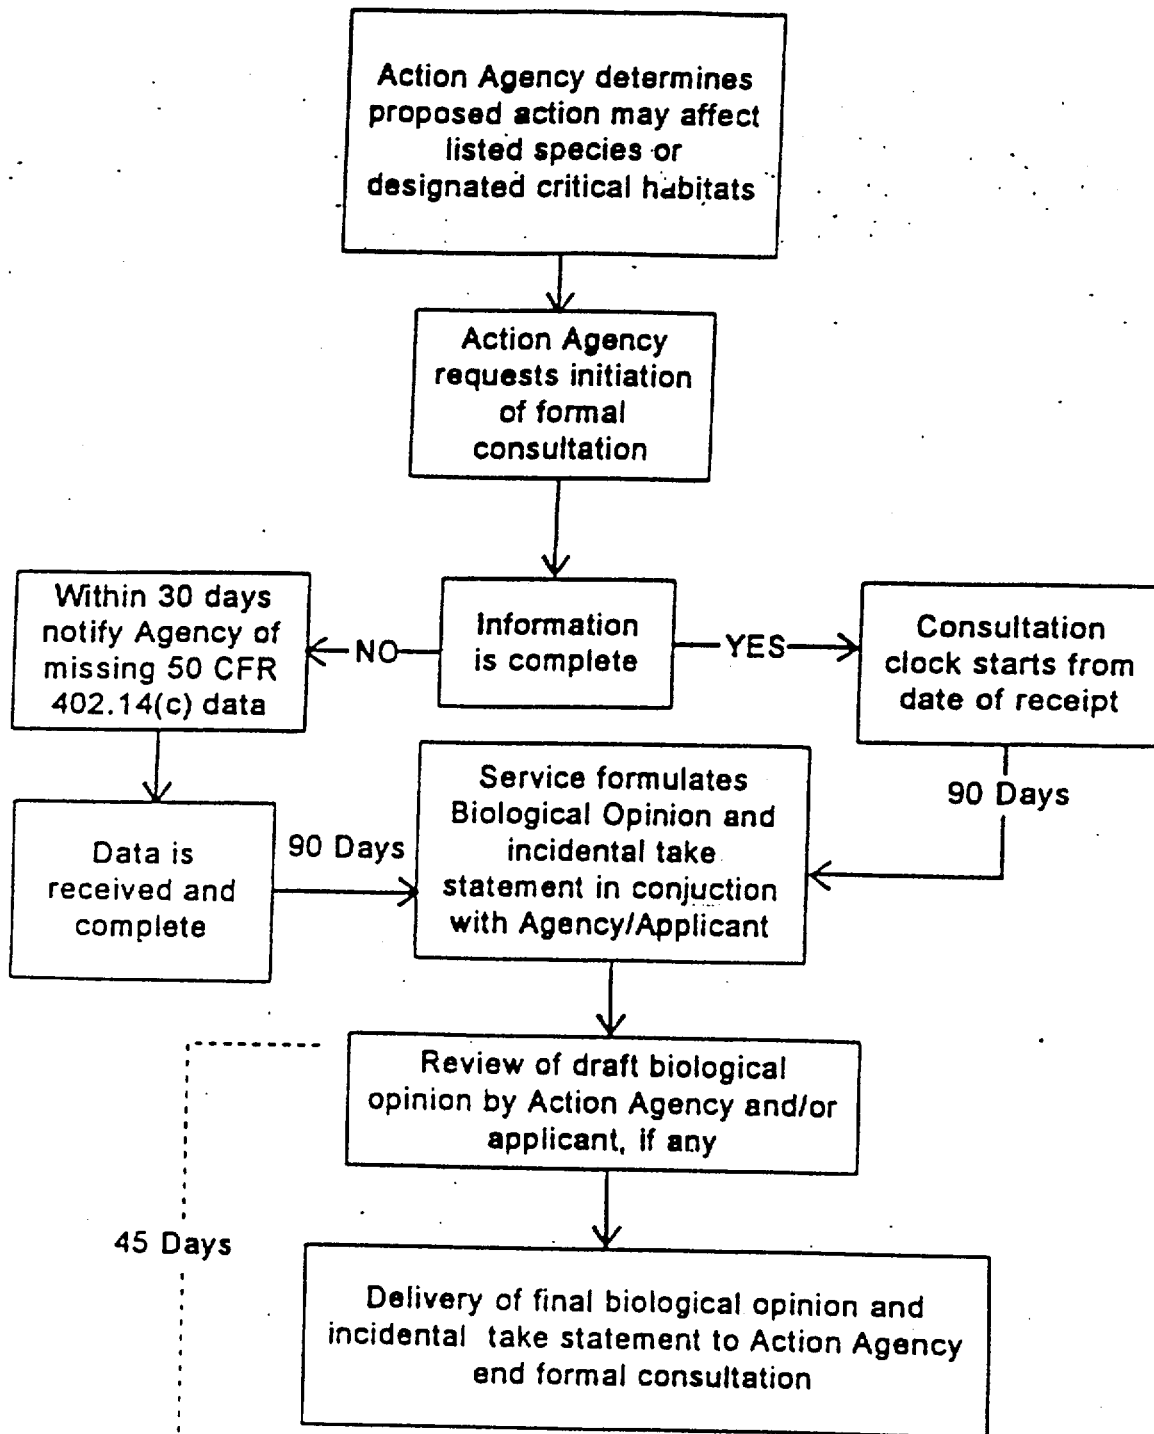 Action Agency determines
proposed action may affect
listed species or
designated critical habitats
Action Agency
requests initiation
of formal
consultation
Within 30 days
notify Agency of
missing 50 CFR
402.14(c) data
NO
Information
is complete
YES
Consultation
clock starts from
date of receipt
Data is
received and
complete
90 Days
Service formulates
Biological Opinion and
incidental take
statement in conjuction
with Agency/Applicant
90 Days
Review of draft biological
opinion by Action Agency and/or
applicant, if any
45 Days
Delivery of final biological opinion and
incidental take statement to Action Agency
end formal consultation